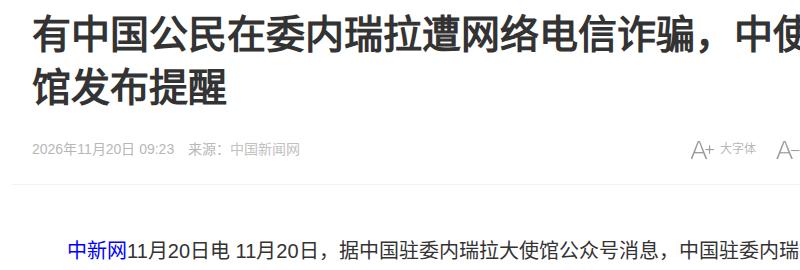 有中国公民在委内瑞拉遭网络电信诈骗，中使
馆发布提醒
2026年11月20日 09:23 来源：中国新闻网 A+ 大字体 A-
中新网11月20日电 11月20日，据中国驻委内瑞拉大使馆公众号消息，中国驻委内瑞